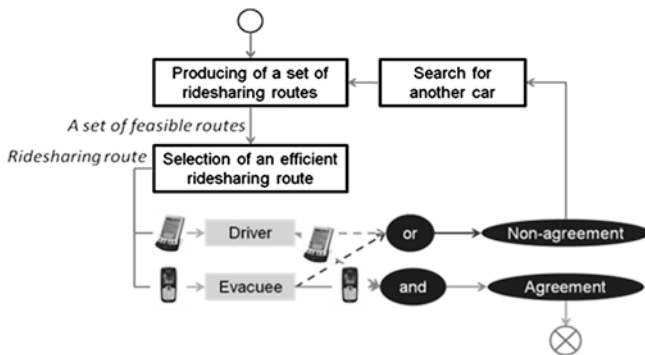 Producing of a set of
ridesharing routes
Search for
another car
A set of feasible routes
Ridesharing route
Selection of an efficient
ridesharing route
Driver
or
Non-agreement
Evacuee
and
Agreement